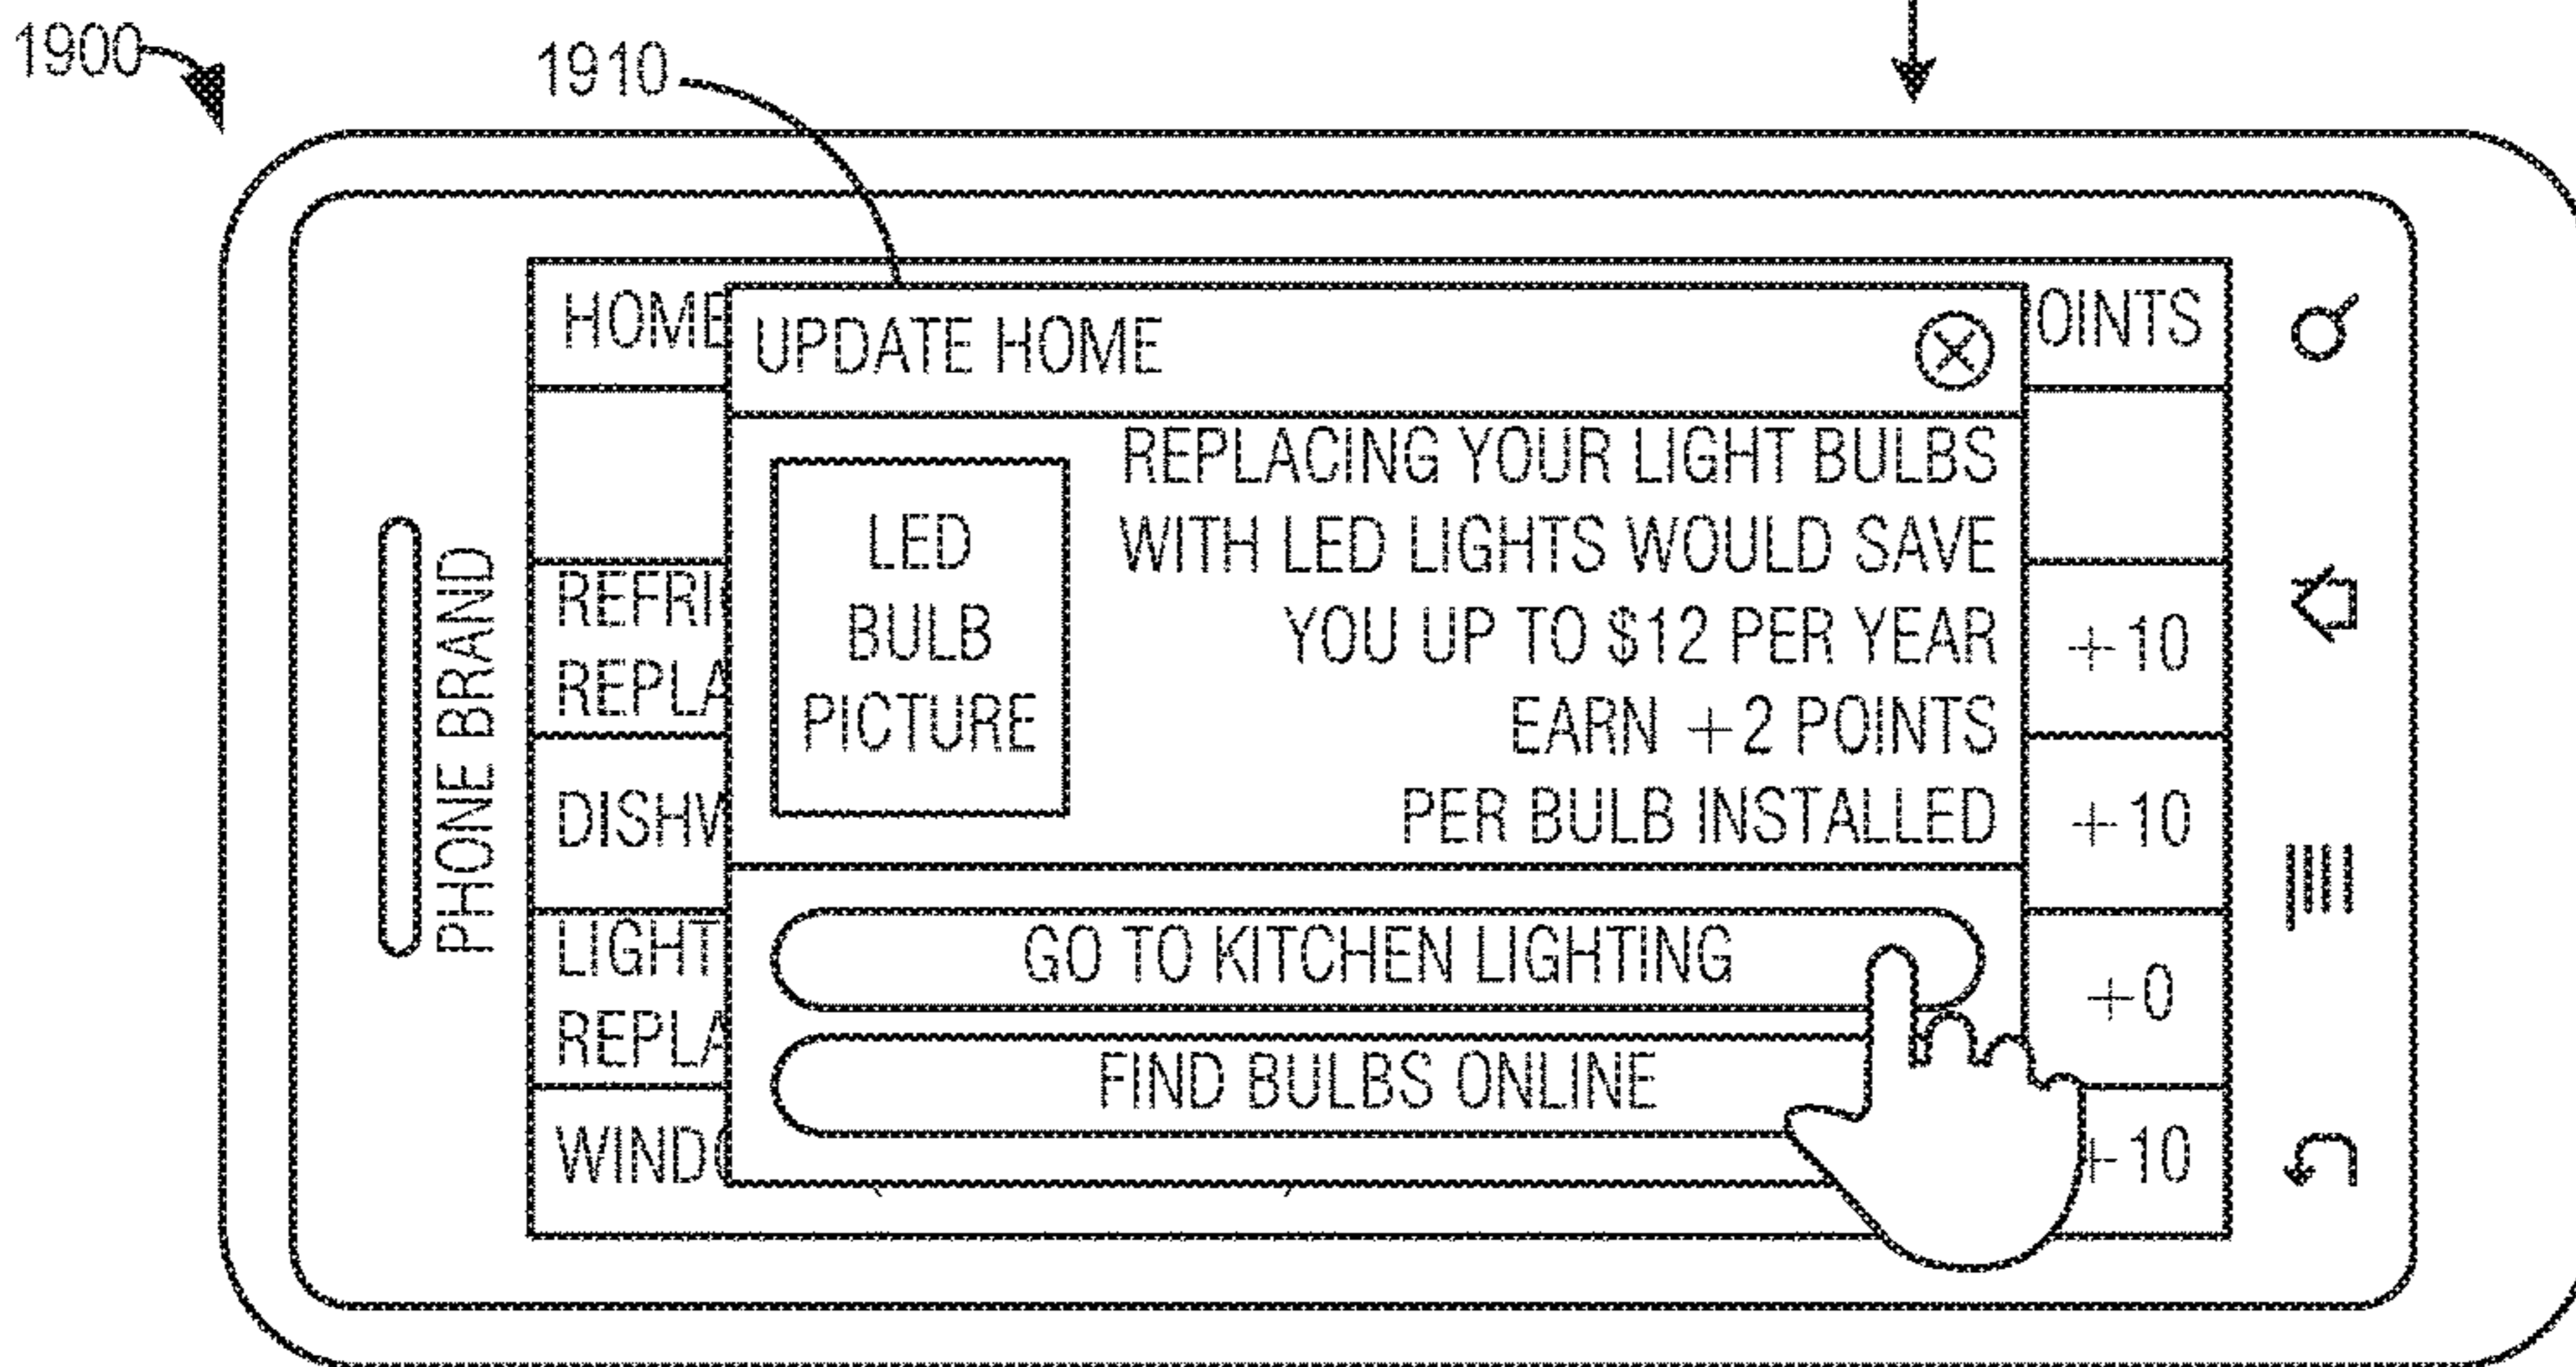 1900
1910
PHONE BRAND
HOME
UPDATE HOME
OINTS
LED
BULB
PICTURE
REPLACING YOUR LIGHT BULBS
WITH LED LIGHTS WOULD SAVE
YOU UP TO $12 PER YEAR
EARN +2 POINTS
PER BULB INSTALLED
REFRI
REPLA
+10
DISHW
+10
LIGHT
REPLA
+0
WINDO
+10
GO TO KITCHEN LIGHTING
FIND BULBS ONLINE